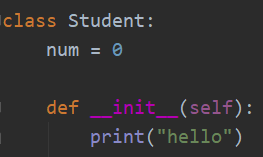 class Student:
    num = 0
    def __init__(self):
        print("hello")